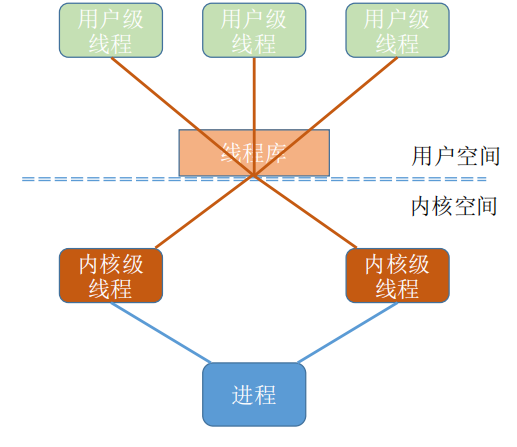 用户级
线程
用户级
线程
用户级
线程
线程库
用户空间
内核空间
内核级
线程
内核级
线程
进程